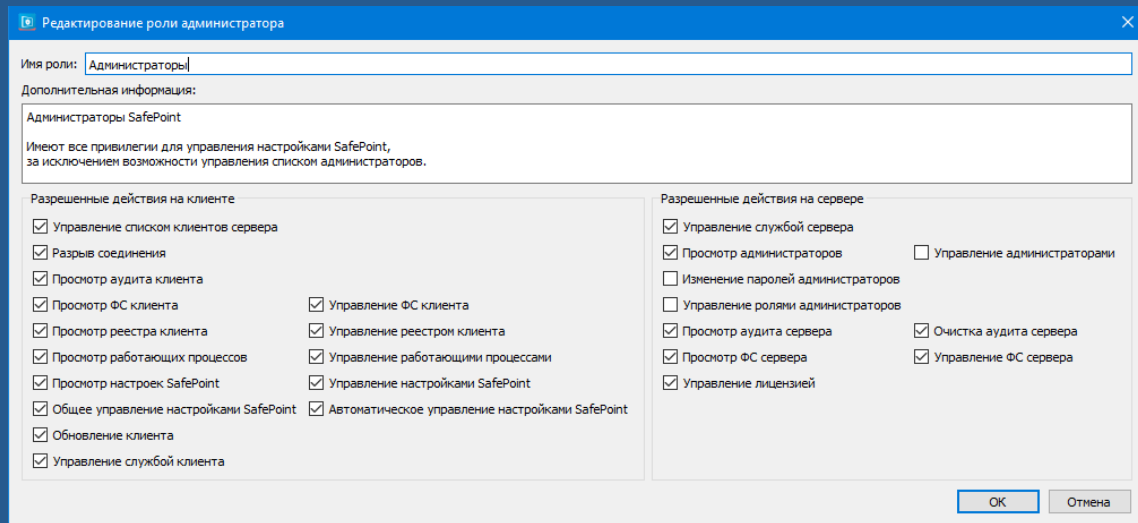 Редактирование роли администратора
Имя роли: Администраторы
Дополнительная информация:
Администраторы SafePoint
Имеют все привилегии для управления настройками SafePoint,
за исключением возможности управления списком администраторов.
Разрешенные действия на клиенте
Управление списком клиентов сервера
Разрыв соединения
Просмотр аудита клиента
Просмотр ФС клиента Управление ФС клиента
Просмотр реестра клиента Управление реестром клиента
Просмотр работающих процессов Управление работающими процессами
Просмотр настроек SafePoint Управление настройками SafePoint
Общее управление настройками SafePoint Автоматическое управление настройками SafePoint
Обновление клиента
Управление службой клиента
Разрешенные действия на сервере
Управление службой сервера
Просмотр администраторов Управление администраторами
Изменение паролей администраторов
Управление ролями администраторов
Просмотр аудита сервера Очистка аудита сервера
Просмотр ФС сервера Управление ФС сервера
Управление лицензией
ОК Отмена